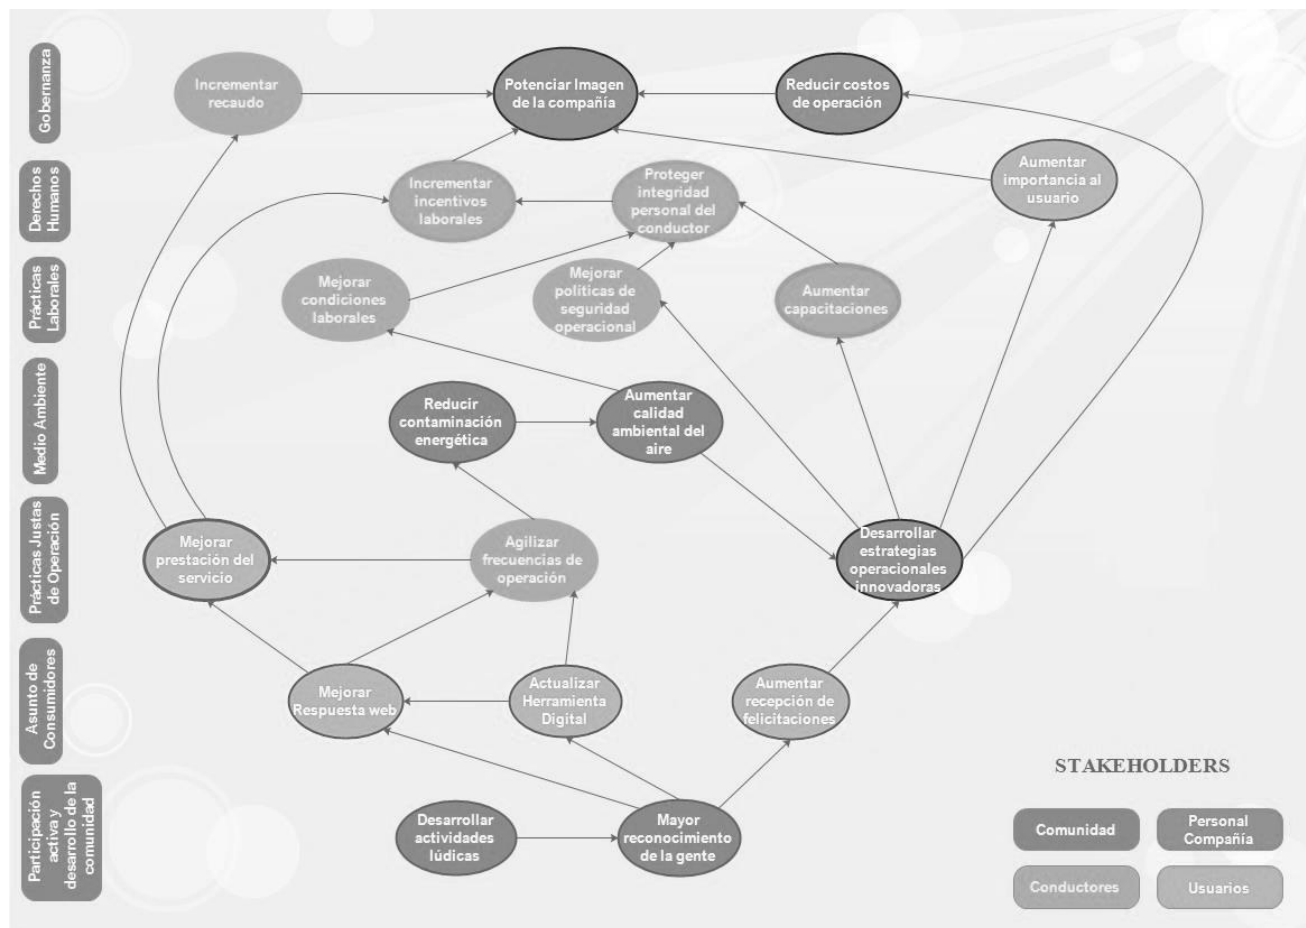 Gobernanza
Incrementar
recaudo
Potenciar Imagen
de la compañía
Reducir costos
de operación
Derechos
Humanos
Incrementar
incentivos
laborales
Proteger
integridad
personal del
conductor
Aumentar
importancia al
usuario
Prácticas
Laborales
Mejorar
condiciones
laborales
Mejorar
políticas de
seguridad
operacional
Aumentar
capacitaciones
Medio Ambiente
Reducir
contaminación
energética
Aumentar
calidad
ambiental del
aire
Prácticas Justas
de Operación
Mejorar
prestación del
servicio
Agilizar
frecuencias de
operación
Desarrollar
estrategias
operacionales
innovadoras
Asunto de
Consumidores
Mejorar
Respuesta web
Actualizar
Herramienta
Digital
Aumentar
recepción de
felicitaciones
Participación
activa y
desarrollo de la
comunidad
Desarrollar
actividades
lúdicas
Mayor
reconocimiento
de la gente
STAKEHOLDERS
Comunidad
Personal
Compañía
Conductores
Usuarios